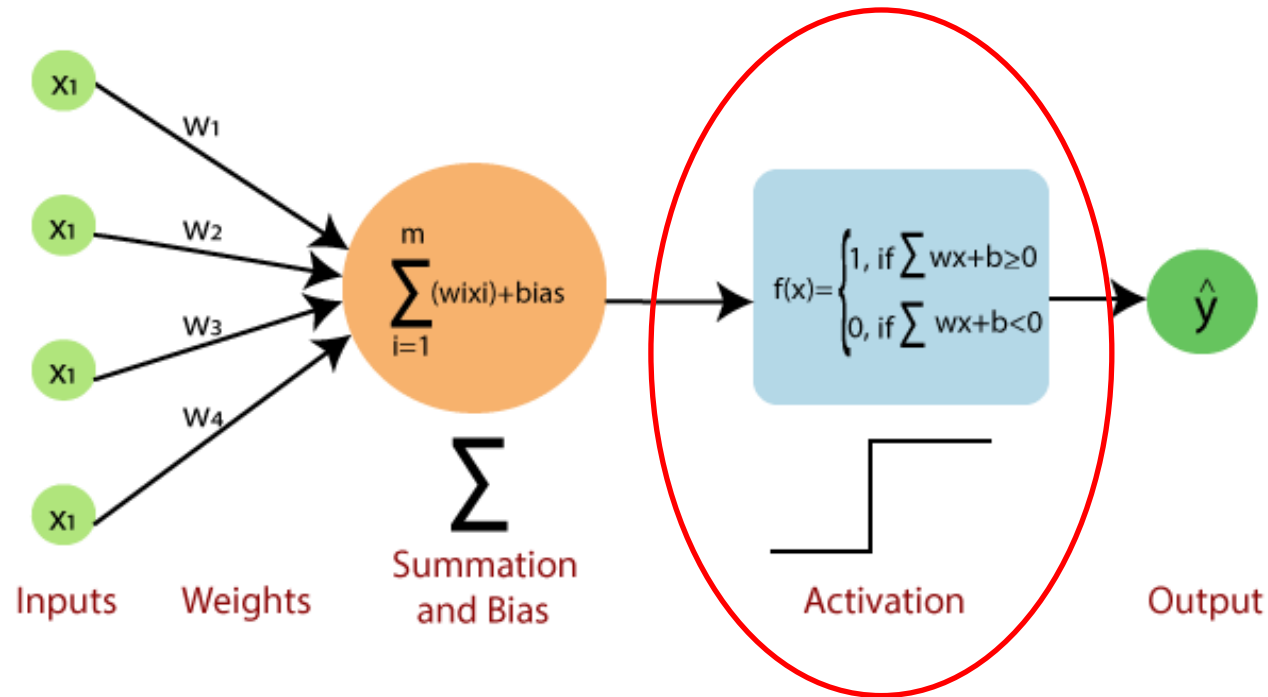 x₁
w₁
x₁
w₂
x₁
w₃
x₁
w₄
m
∑(wixi)+bias
i=1
∑
f(x)={1, if ∑ wx+b≥0
0, if ∑ wx+b<0
ŷ
Inputs
Weights
Summation
and Bias
Activation
Output